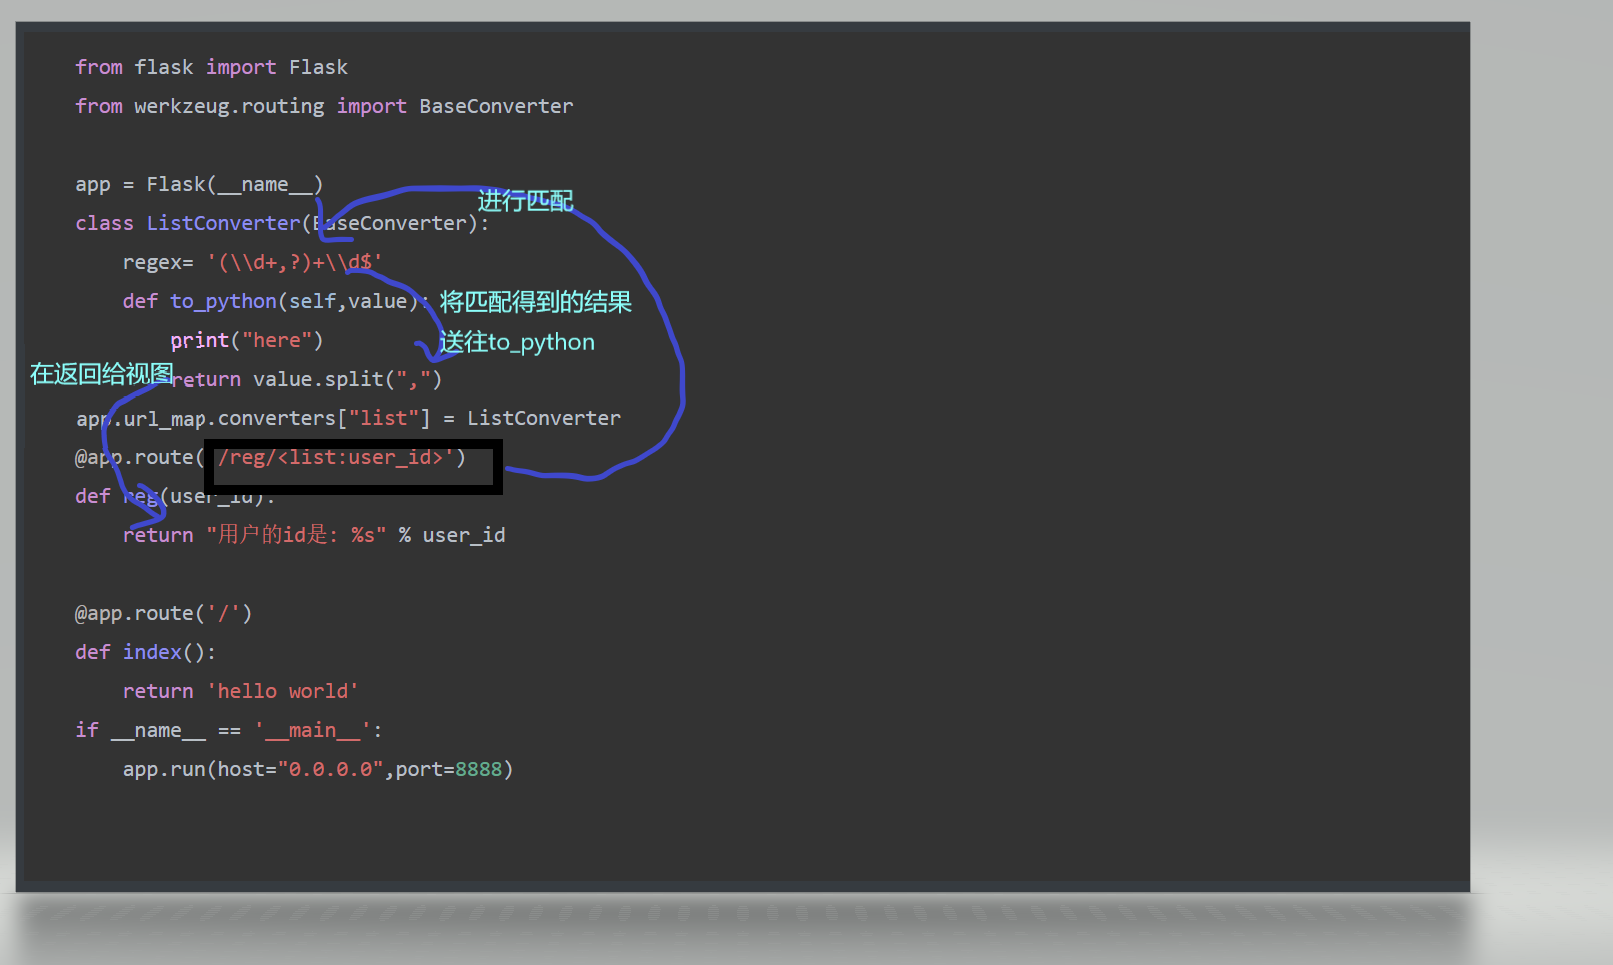 from flask import Flask
from werkzeug.routing import BaseConverter
app = Flask(__name__)
进行匹配
class ListConverter(BaseConverter):
regex= '(\\d+,?)+\\d$'
def to_python(self,value):
将匹配得到的结果
print("here")
送往to_python
在返回给视图
return value.split(",")
app.url_map.converters["list"] = ListConverter
@app.route('/reg/<list:user_id>')
def reg(user_id):
return "用户的id是: %s" % user_id
@app.route('/')
def index():
return 'hello world'
if __name__ == '__main__':
app.run(host="0.0.0.0",port=8888)